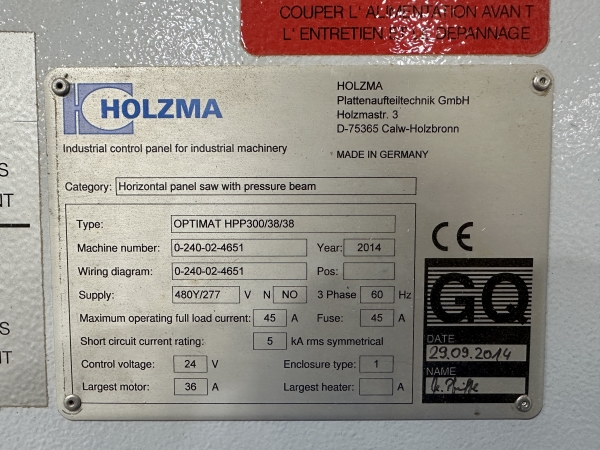 COUPER L' ALIMENTATION AVANT
L' ENTRETIEN ET LE DEPANNAGE
HOLZMA
HOLZMA
Plattenaufteiltechnik GmbH
Holzmastr. 3
D-75365 Calw-Holzbronn
Industrial control panel for industrial machinery
MADE IN GERMANY
Category: Horizontal panel saw with pressure beam
Type: OPTIMAT HPP300/38/38
Machine number: 0-240-02-4651 Year: 2014
Wiring diagram: 0-240-02-4651 Pos:
Supply: 480Y/277 V N NO 3 Phase 60 Hz
Maximum operating full load current: 45 A Fuse: 45 A
Short circuit current rating: 5 kA rms symmetrical
Control voltage: 24 V Enclosure type: 1
Largest motor: 36 A Largest heater: A
CE
GQ
DATE
29.09.2014
NAME
S
NT
S
NT